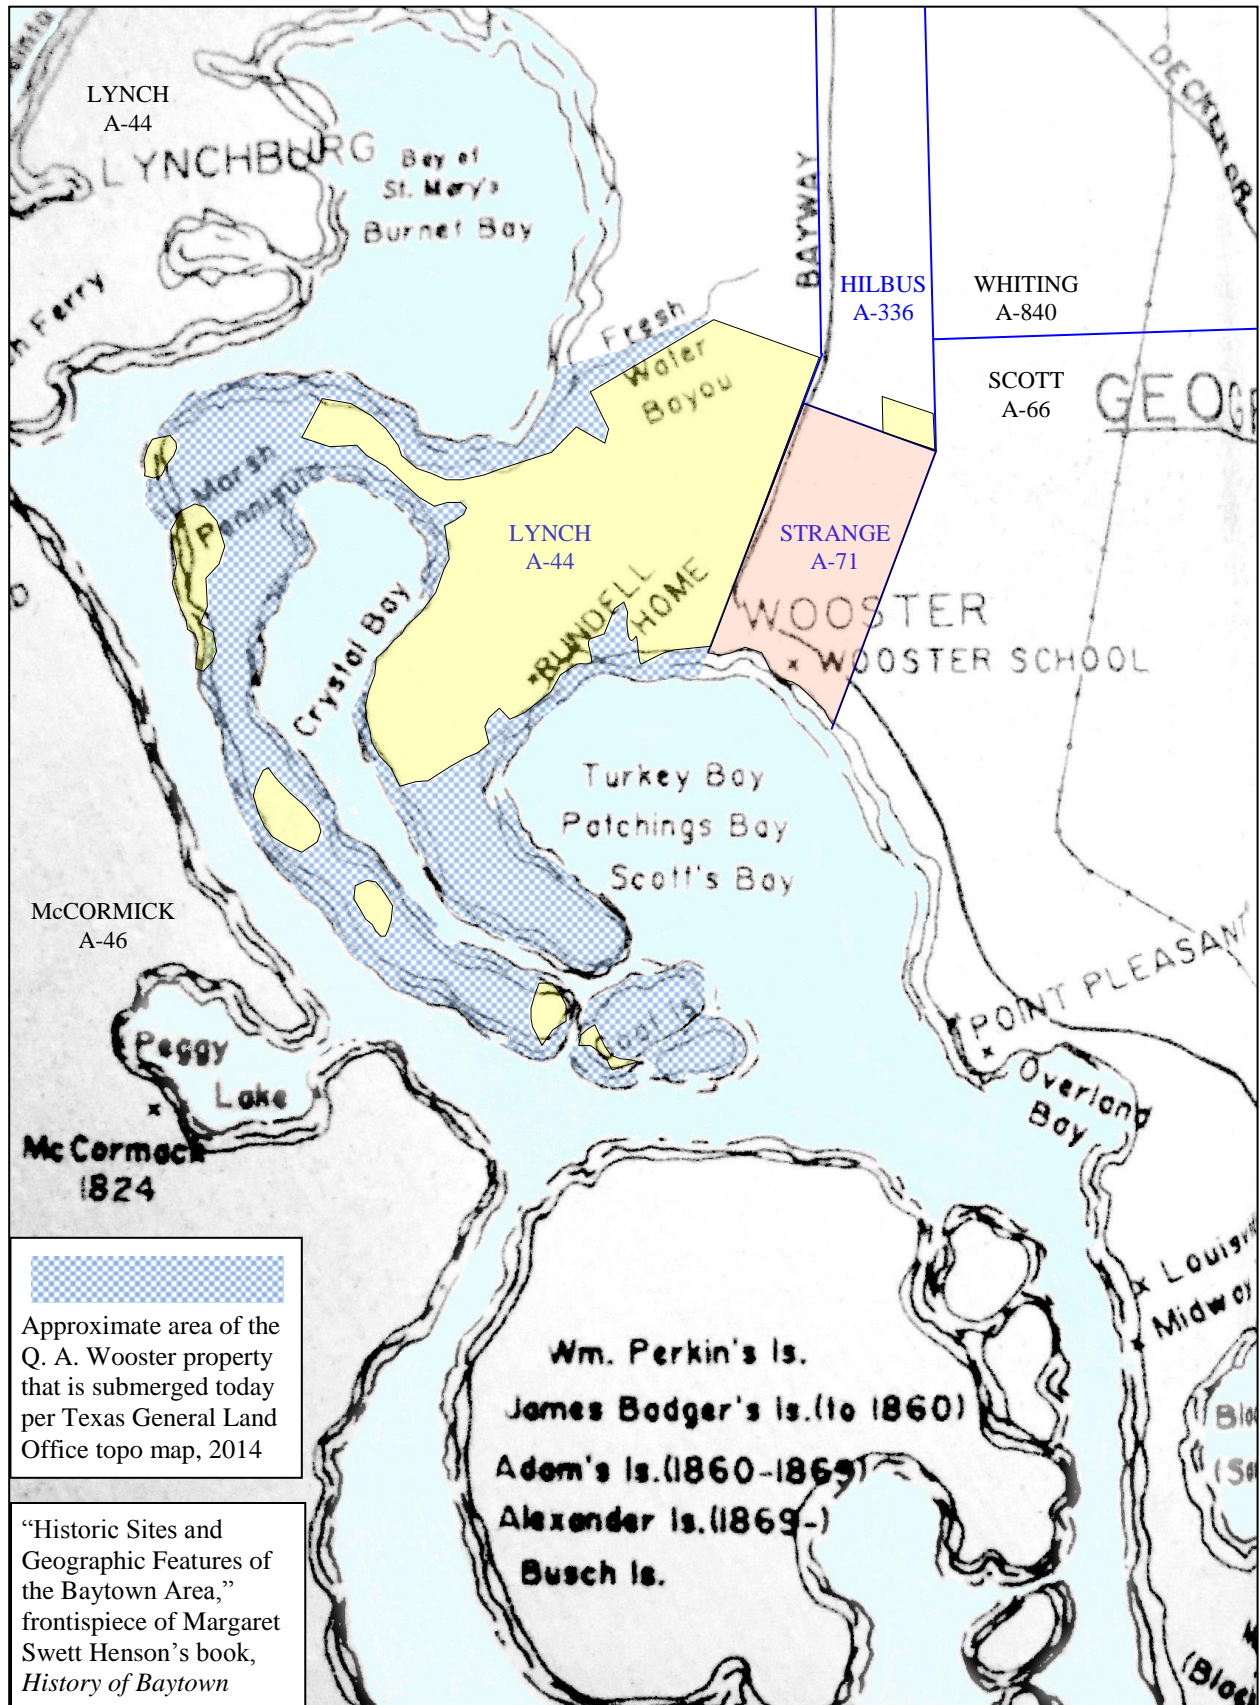 LYNCH
A-44
LYNCHBURG
Bay of
St. Mary's
Burnet Bay
DECKER DR.
BAYWAY
HILBUS
A-336
WHITING
A-840
Ferry
Fresh
Water
Bayou
SCOTT
A-66
Marsh
LYNCH
A-44
STRANGE
A-71
RUNDELL
HOME
WOOSTER
WOOSTER SCHOOL
Crystal Bay
Turkey Bay
Patchings Bay
Scott's Bay
McCORMICK
A-46
POINT PLEASANT
Goat Is.
Peggy
Lake
Overland
Bay
McCormack
1824
Midway
Approximate area of the
Q. A. Wooster property
that is submerged today
per Texas General Land
Office topo map, 2014
Wm. Perkin's Is.
James Badger's Is.(to 1860)
Adam's Is.(1860-1869)
Alexander Is.(1869-)
Busch Is.
“Historic Sites and
Geographic Features of
the Baytown Area,”
frontispiece of Margaret
Swett Henson’s book,
History of Baytown